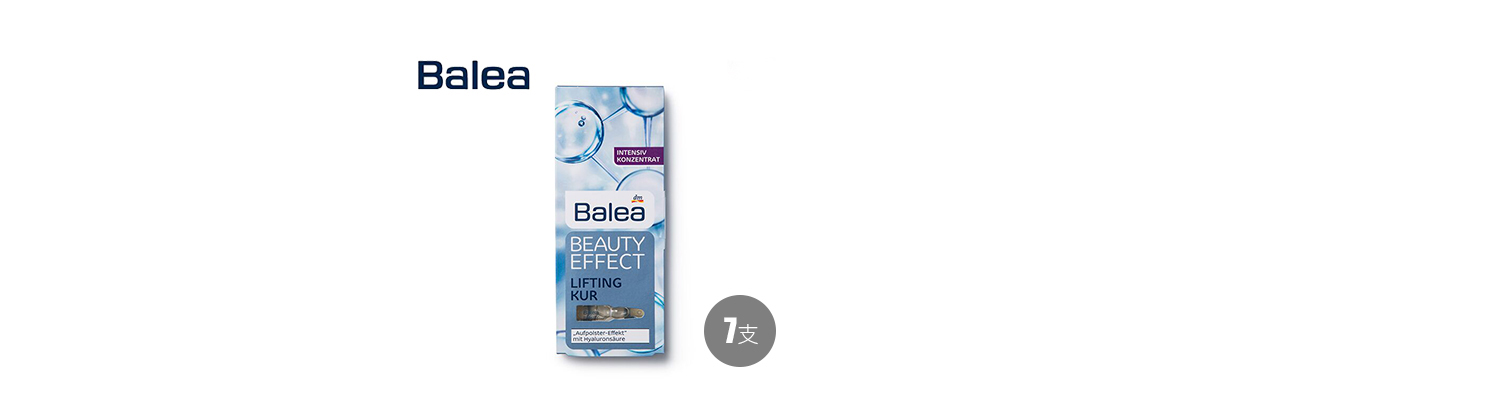 Balea
INTENSIV
KONZENTRAT
dm
Balea
BEAUTY
EFFECT
LIFTING
KUR
„Aufpolster-Effekt"
mit Hyaluronsäure
7支